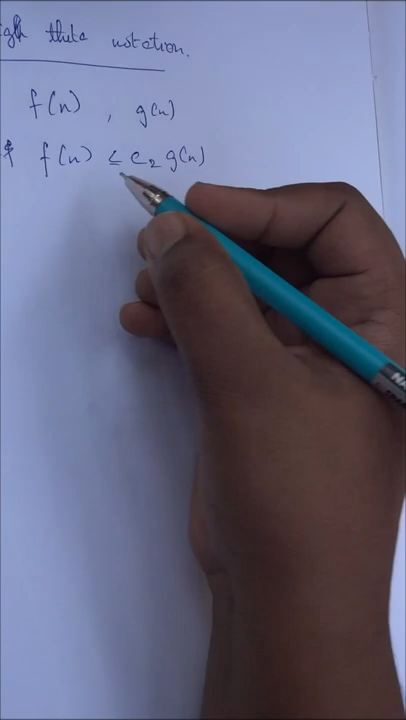 theta notation.
f(n) , g(n)
f(n) ≤ c₂ g(n)